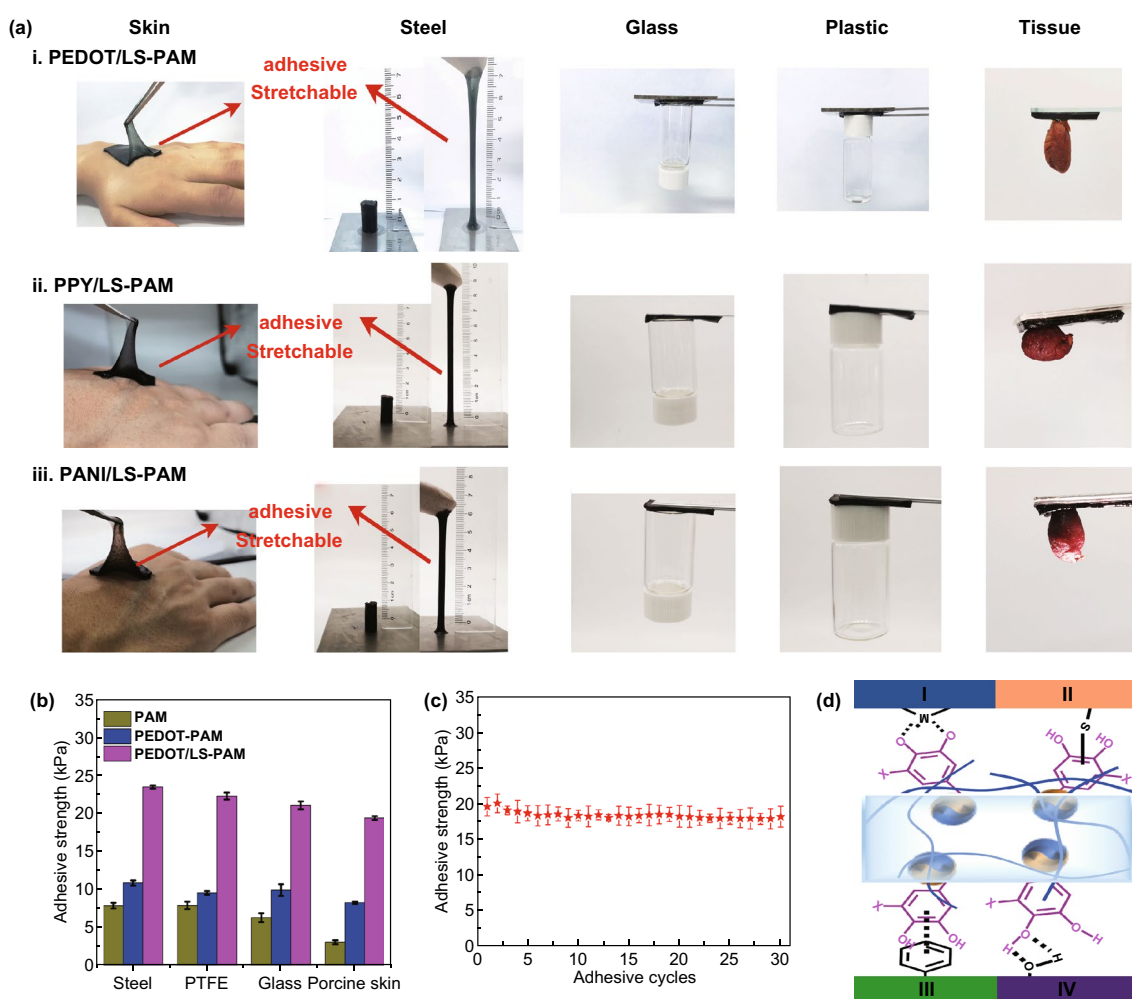 (a) Skin Steel Glass Plastic Tissue
i. PEDOT/LS-PAM
adhesive
Stretchable
ii. PPY/LS-PAM
adhesive
Stretchable
iii. PANI/LS-PAM
adhesive
Stretchable
(b)
Adhesive strength (kPa)
35
30
25
20
15
10
5
0
PAM
PEDOT-PAM
PEDOT/LS-PAM
Steel PTFE Glass Porcine skin
(c)
Adhesive strength (kPa)
35
30
25
20
15
10
5
0
0 5 10 15 20 25 30
Adhesive cycles
(d)
I II
M
O O
X
S
HO OH
X
X
OH OH
X
O O
H H
O H
III IV